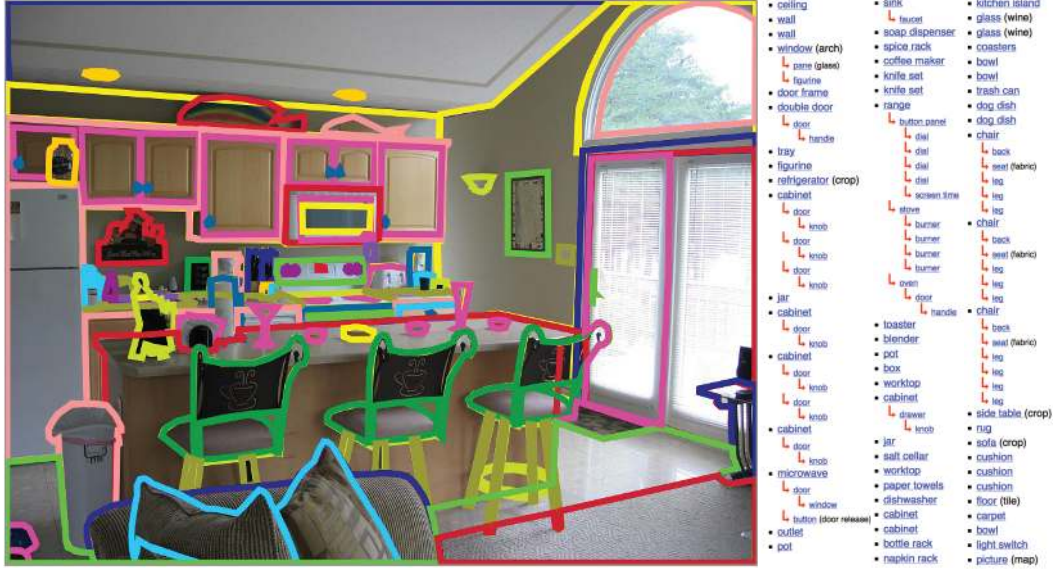 ceiling
wall
wall
window (arch)
pane (glass)
figurine
door frame
double door
door
handle
tray
figurine
refrigerator (crop)
cabinet
door
knob
door
knob
door
knob
jar
cabinet
door
knob
cabinet
door
knob
door
knob
cabinet
door
knob
microwave
door
window
button (door release)
outlet
pot
sink
faucet
soap dispenser
spice rack
coffee maker
knife set
knife set
range
button panel
dial
dial
dial
dial
screen time
stove
burner
burner
burner
burner
oven
door
handle
toaster
blender
pot
box
worktop
cabinet
drawer
knob
jar
salt cellar
worktop
paper towels
dishwasher
cabinet
cabinet
bottle rack
napkin rack
kitchen island
glass (wine)
glass (wine)
coasters
bowl
bowl
trash can
dog dish
dog dish
chair
back
seat (fabric)
leg
leg
leg
chair
back
seat (fabric)
leg
leg
leg
chair
back
seat (fabric)
leg
leg
leg
leg
side table (crop)
rug
sofa (crop)
cushion
cushion
cushion
floor (tile)
carpet
bowl
light switch
picture (map)